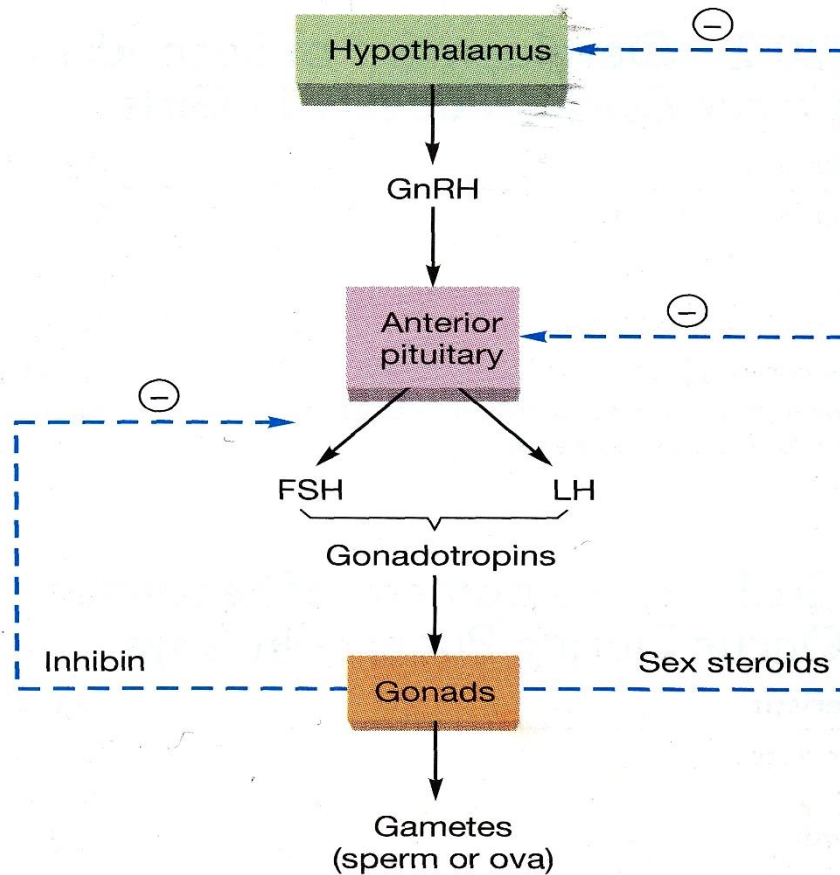 Hypothalamus
GnRH
Anterior
pituitary
FSH
LH
Gonadotropins
Inhibin
Gonads
Sex steroids
Gametes
(sperm or ova)